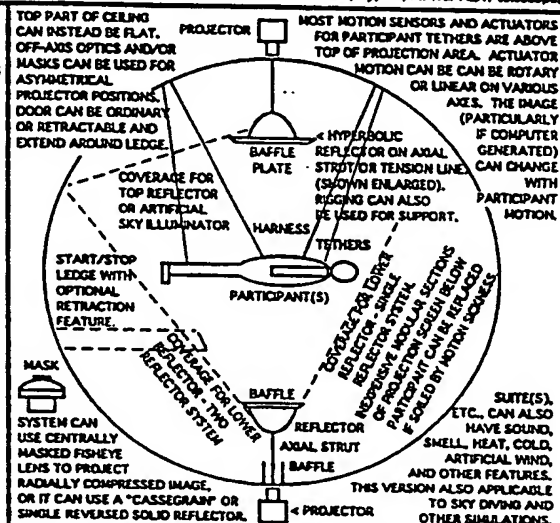 TOP PART OF CEILING
CAN INSTEAD BE FLAT.
OFF-AXIS OPTICS AND/OR
MASKS CAN BE USED FOR
ASYMMETRICAL
PROJECTOR POSITIONS.
DOOR CAN BE ORDINARY
OR RETRACTABLE AND
EXTEND AROUND LEDGE.
PROJECTOR
MOST MOTION SENSORS AND ACTUATORS
FOR PARTICIPANT TETHERS ARE ABOVE
TOP OF PROJECTION AREA. ACTUATOR
MOTION CAN BE CAN BE ROTARY
OR LINEAR ON VARIOUS
AXES. THE IMAGE
(PARTICULARLY
IF COMPUTER
GENERATED)
CAN CHANGE
WITH
PARTICIPANT
MOTION.
BAFFLE
PLATE
< HYPERBOLIC
REFLECTOR ON AXIAL
STRUT OR TENSION LINE
(SHOWN ENLARGED).
RIGGING CAN ALSO
BE USED FOR SUPPORT.
COVERAGE FOR
TOP REFLECTOR
OR ARTIFICIAL
SKY ILLUMINATOR
HARNESS
TETHERS
PARTICIPANT(S)
START/STOP
LEDGE WITH
OPTIONAL
RETRACTION
FEATURE.
COVERAGE FOR LOWER
REFLECTOR - TWO
REFLECTOR SYSTEM
COVERAGE FOR LOWER
REFLECTOR - SINGLE
REFLECTOR SYSTEM
INEXPENSIVE MODULAR SECTIONS
OF PROJECTION SCREEN BELOW
PARTICIPANT CAN BE REPLACED
IF SOILED BY MOTION SICKNESS.
MASK
SYSTEM CAN
USE CENTRALLY
MASKED FISHEYE
LENS TO PROJECT
RADIALLY COMPRESSED IMAGE,
OR IT CAN USE A "CASSEGRAIN" OR
SINGLE REVERSED SOLID REFLECTOR.
BAFFLE
REFLECTOR
AXIAL STRUT
BAFFLE
< PROJECTOR
SUITE(S),
ETC., CAN ALSO
HAVE SOUND,
SMELL, HEAT, COLD,
ARTIFICIAL WIND,
AND OTHER FEATURES.
THIS VERSION ALSO APPLICABLE
TO SKY DIVING AND
OTHER SIMULATIONS.